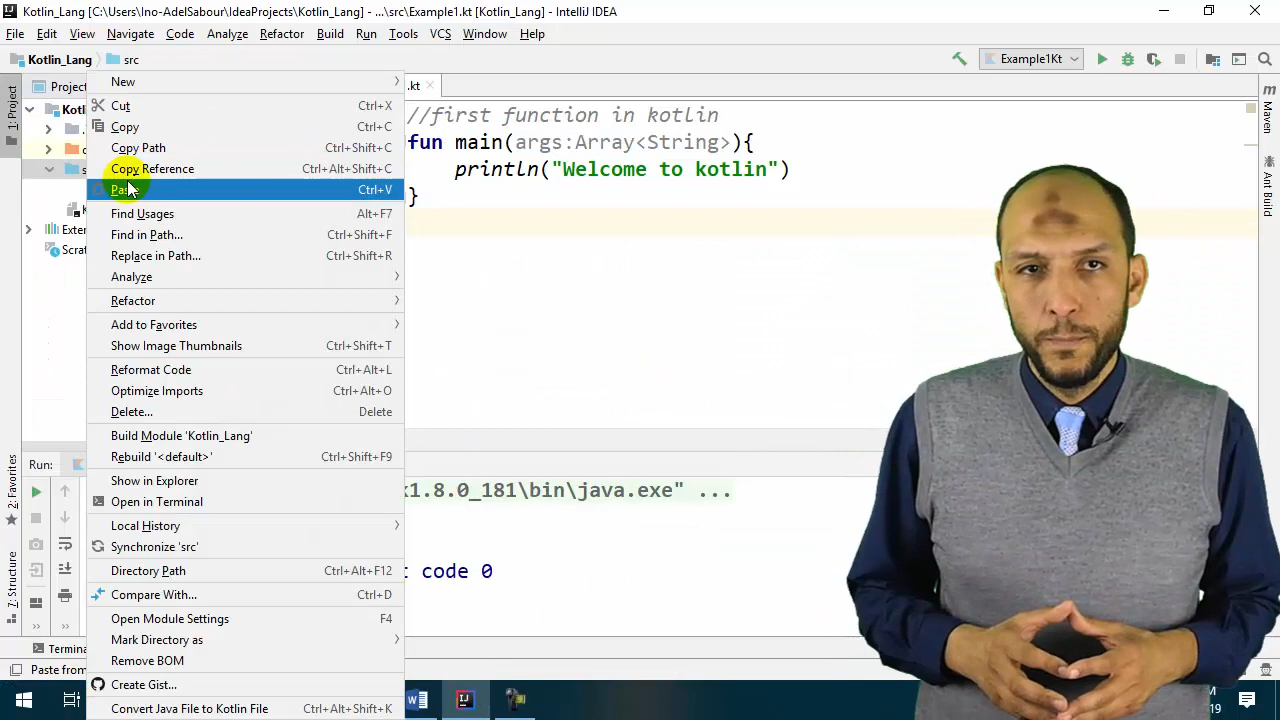 Kotlin_Lang [C:\Users\Ino-AdelSabour\IdeaProjects\Kotlin_Lang] - ...\src\Example1.kt [Kotlin_Lang] - IntelliJ IDEA
File Edit View Navigate Code Analyze Refactor Build Run Tools VCS Window Help
Kotlin_Lang src Example1Kt
1: Project
Maven
Ant Build
2: Favorites
Z: Structure
.kt
//first function in kotlin
fun main(args:Array<String>){
println("Welcome to kotlin")
}
New
Cut Ctrl+X
Copy Ctrl+C
Copy Path Ctrl+Shift+C
Copy Reference Ctrl+Alt+Shift+C
Ctrl+V
Find Usages Alt+F7
Find in Path... Ctrl+Shift+F
Replace in Path... Ctrl+Shift+R
Analyze
Refactor
Add to Favorites
Show Image Thumbnails Ctrl+Shift+T
Reformat Code Ctrl+Alt+L
Optimize Imports Ctrl+Alt+O
Delete... Delete
Build Module 'Kotlin_Lang'
Rebuild '<default>' Ctrl+Shift+F9
Show in Explorer
Open in Terminal
Local History
Synchronize 'src'
Directory Path Ctrl+Alt+F12
Compare With... Ctrl+D
Open Module Settings F4
Mark Directory as
Remove BOM
Create Gist...
Convert Java File to Kotlin File Ctrl+Alt+Shift+K
Run:
1.8.0_181\bin\java.exe" ...
code 0
Paste from